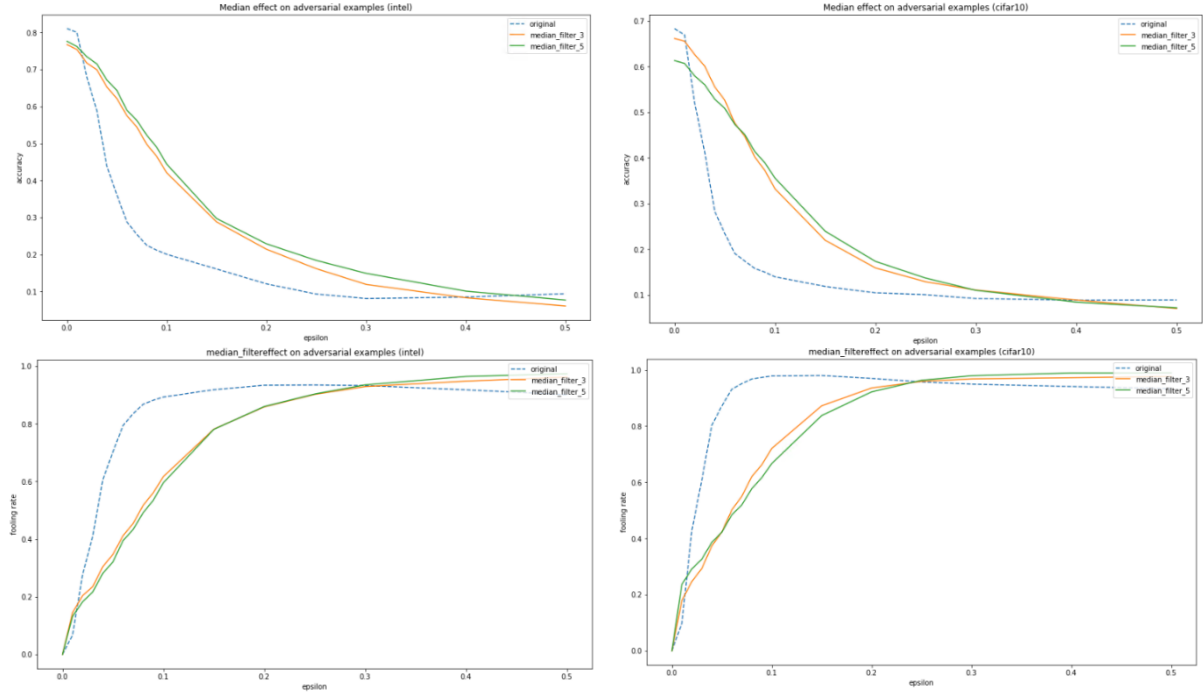 Median effect on adversarial examples (intel)
original
median_filter_3
median_filter_5
0.8
0.7
0.6
0.5
0.4
0.3
0.2
0.1
accuracy
0.0 0.1 0.2 0.3 0.4 0.5
epsilon
Median effect on adversarial examples (cifar10)
original
median_filter_3
median_filter_5
0.7
0.6
0.5
0.4
0.3
0.2
0.1
accuracy
0.0 0.1 0.2 0.3 0.4 0.5
epsilon
median_filtereffect on adversarial examples (intel)
original
median_filter_3
median_filter_5
1.0
0.8
0.6
0.4
0.2
0.0
fooling rate
0.0 0.1 0.2 0.3 0.4 0.5
epsilon
median_filtereffect on adversarial examples (cifar10)
original
median_filter_3
median_filter_5
1.0
0.8
0.6
0.4
0.2
0.0
fooling rate
0.0 0.1 0.2 0.3 0.4 0.5
epsilon